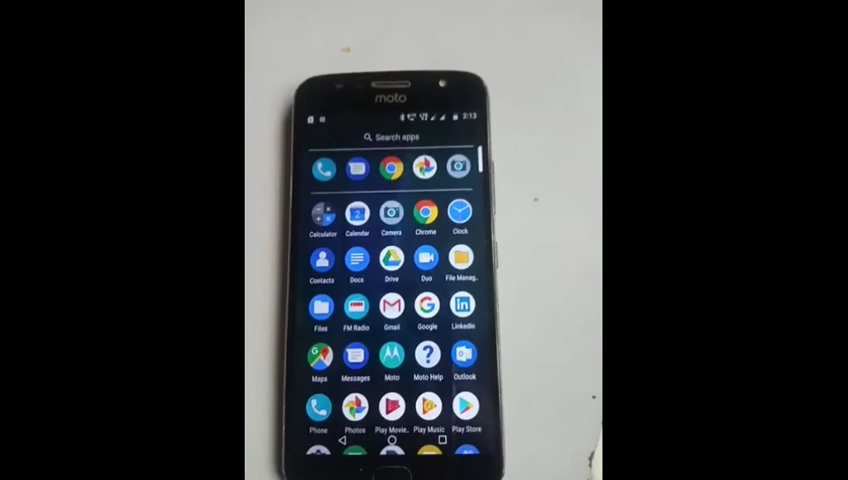 moto
2:13
Search apps
Calculator Calendar Camera Chrome Clock
Contacts Docs Drive Duo File Manag..
Files FM Radio Gmail Google LinkedIn
Maps Messages Moto Moto Help Outlook
Phone Photos Play Movie.. Play Music Play Store